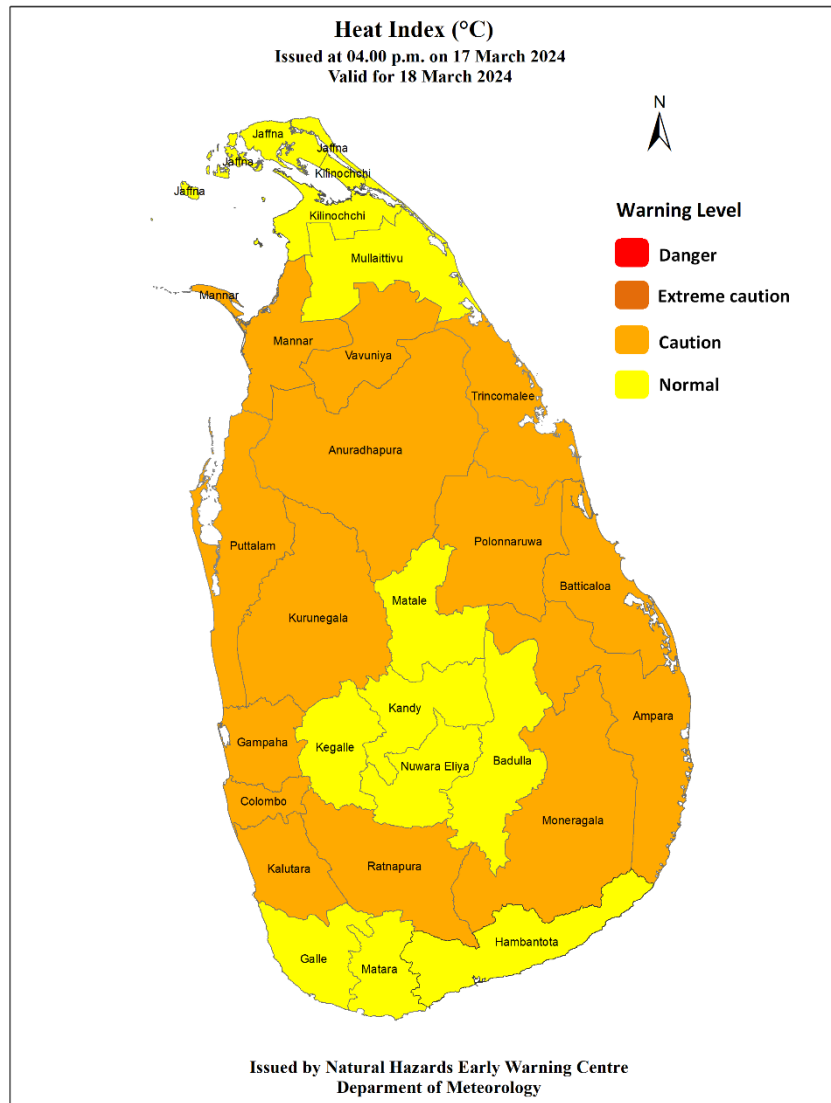 Heat Index (°C)
Issued at 04.00 p.m. on 17 March 2024
Valid for 18 March 2024
N
Jaffna
Jaffna
Jaffna
Kilinochchi
Jaffna
Kilinochchi
Mullaittivu
Warning Level
Danger
Extreme caution
Caution
Normal
Mannar
Mannar
Vavuniya
Trincomalee
Anuradhapura
Puttalam
Polonnaruwa
Batticaloa
Matale
Kurunegala
Kandy
Ampara
Gampaha
Kegalle
Nuwara Eliya
Badulla
Colombo
Moneragala
Kalutara
Ratnapura
Hambantota
Galle
Matara
Issued by Natural Hazards Early Warning Centre
Deparment of Meteorology